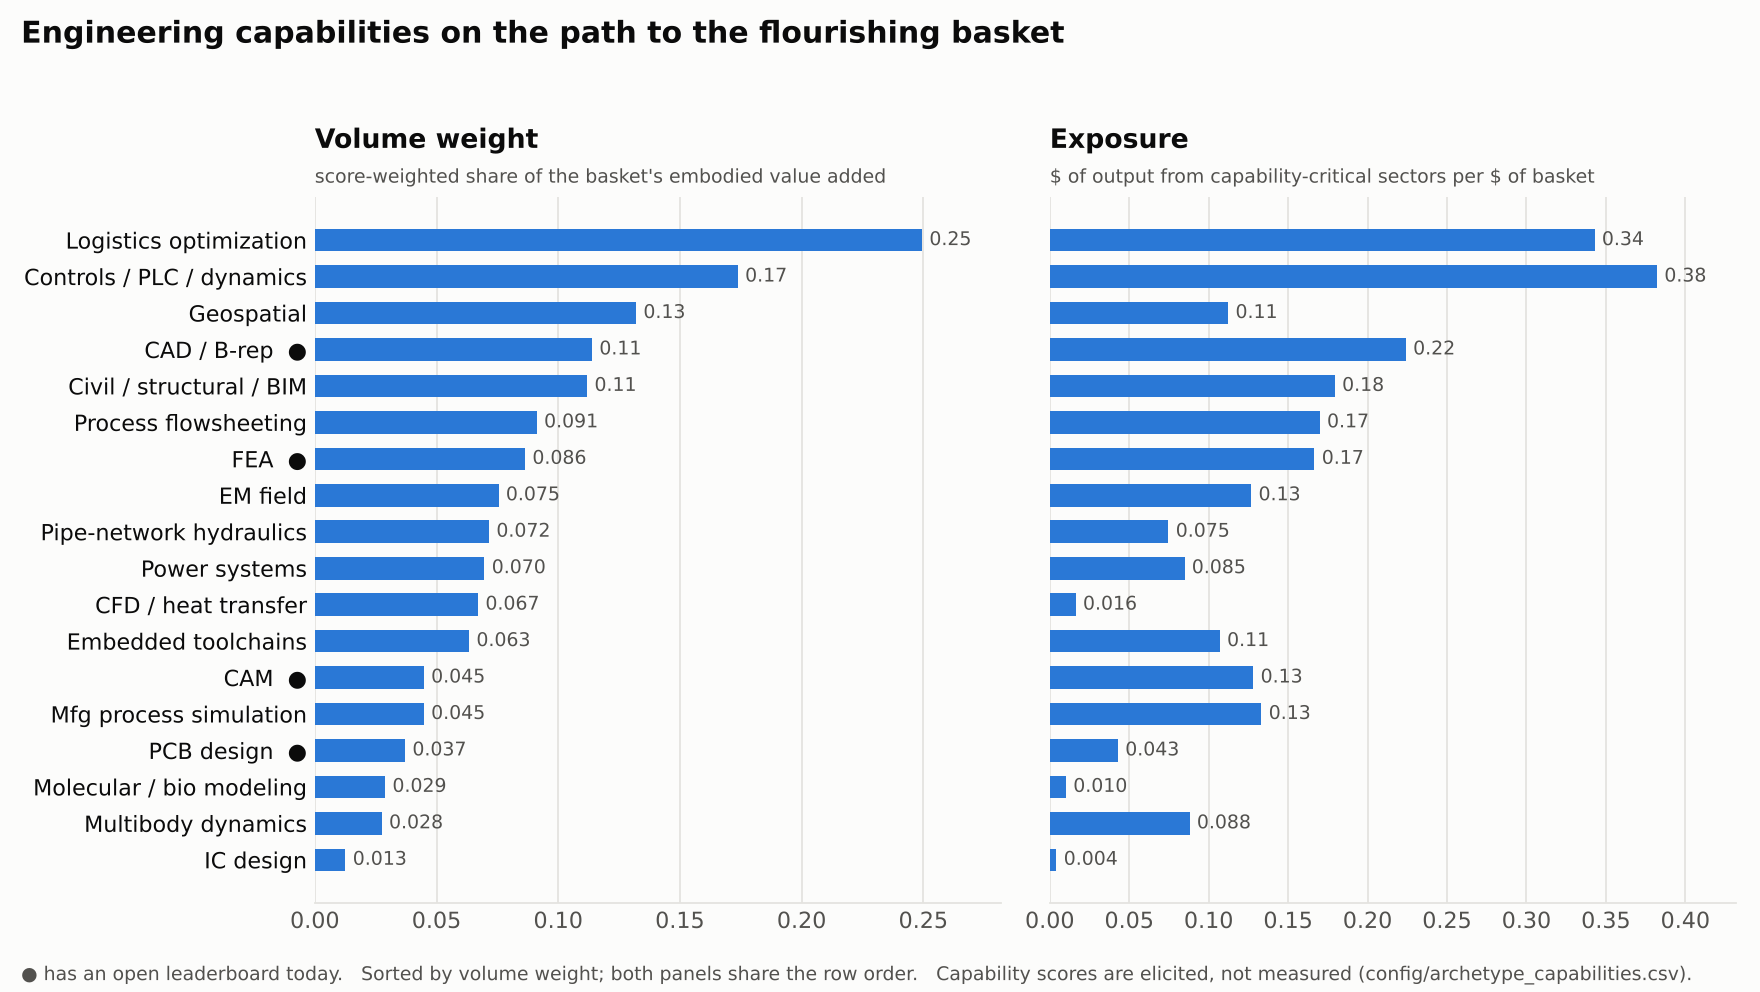 Engineering capabilities on the path to the flourishing basket
Volume weight
score-weighted share of the basket's embodied value added
Exposure
$ of output from capability-critical sectors per $ of basket
Logistics optimization 0.25 0.34
Controls / PLC / dynamics 0.17 0.38
Geospatial 0.13 0.11
CAD / B-rep ● 0.11 0.22
Civil / structural / BIM 0.11 0.18
Process flowsheeting 0.091 0.17
FEA ● 0.086 0.17
EM field 0.075 0.13
Pipe-network hydraulics 0.072 0.075
Power systems 0.070 0.085
CFD / heat transfer 0.067 0.016
Embedded toolchains 0.063 0.11
CAM ● 0.045 0.13
Mfg process simulation 0.045 0.13
PCB design ● 0.037 0.043
Molecular / bio modeling 0.029 0.010
Multibody dynamics 0.028 0.088
IC design 0.013 0.004
0.00 0.05 0.10 0.15 0.20 0.25
0.00 0.05 0.10 0.15 0.20 0.25 0.30 0.35 0.40
● has an open leaderboard today. Sorted by volume weight; both panels share the row order. Capability scores are elicited, not measured (config/archetype_capabilities.csv).